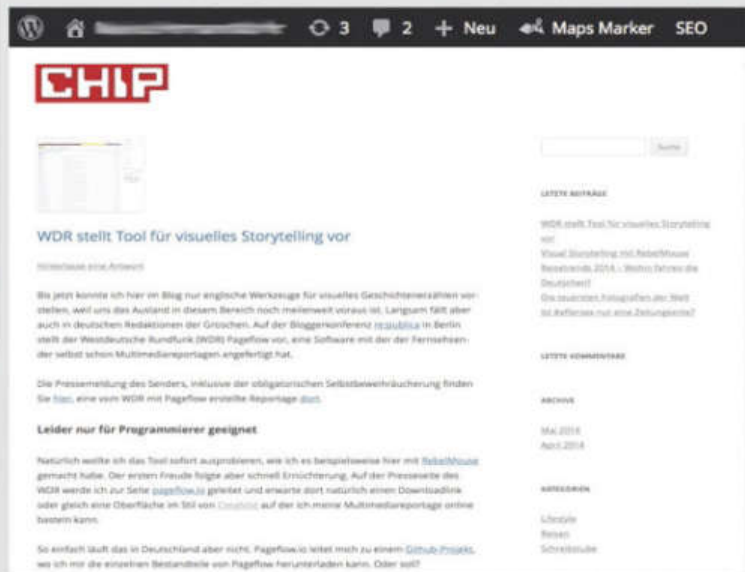 3 2 + Neu Maps Marker SEO
CHIP
Suche
WDR stellt Tool für visuelles Storytelling vor
Hinterlasse eine Antwort
Bis jetzt konnte ich hier im Blog nur englische Werkzeuge für visuelles Geschichtenerzählen vor-
stellen, weil uns das Ausland in diesem Bereich noch meilenweit voraus ist. Langsam fällt aber
auch in deutschen Redaktionen der Groschen. Auf der Bloggerkonferenz re:publica in Berlin
stellt der Westdeutsche Rundfunk (WDR) Pageflow vor, eine Software mit der der Fernsehsen-
der selbst schon Multimediareportagen angefertigt hat.
Die Pressemeldung des Senders, inklusive der obligatorischen Selbstbeweihräucherung finden
Sie hier, eine vom WDR mit Pageflow erstellte Reportage dort.
Leider nur für Programmierer geeignet
Natürlich wollte ich das Tool sofort ausprobieren, wie ich es beispielsweise hier mit RebelMouse
gemacht habe. Der ersten Freude folgte aber schnell Ernüchterung. Auf der Presseseite des
WDR werde ich zur Seite pageflow.io geleitet und erwarte dort natürlich einen Downloadlink
oder gleich eine Oberfläche im Stil von auf der ich meine Multimediareportage online
basteln kann.
So einfach läuft das in Deutschland aber nicht. Pageflow.io leitet mich zu einem Github-Projekt,
wo ich mir die einzelnen Bestandteile von Pageflow herunterladen kann. Oder soll?
LETZTE BEITRÄGE
WDR stellt Tool für visuelles Storytelling
vor
Visual Storytelling mit RebelMouse
Reisetrends 2014 – Wohin fahren die
Deutschen?
Die teuersten Fotografien der Welt
Ist Raffersee nur eine Zeitungsente?
LETZTE KOMMENTARE
ARCHIVE
Mai 2014
April 2014
KATEGORIEN
Lifestyle
Reisen
Schreibstube